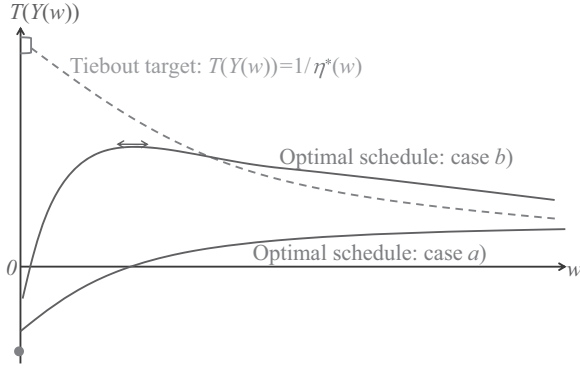 T(Y(w))
Tiebout target: T(Y(w))=1/η*(w)
Optimal schedule: case b)
Optimal schedule: case a)
0
w